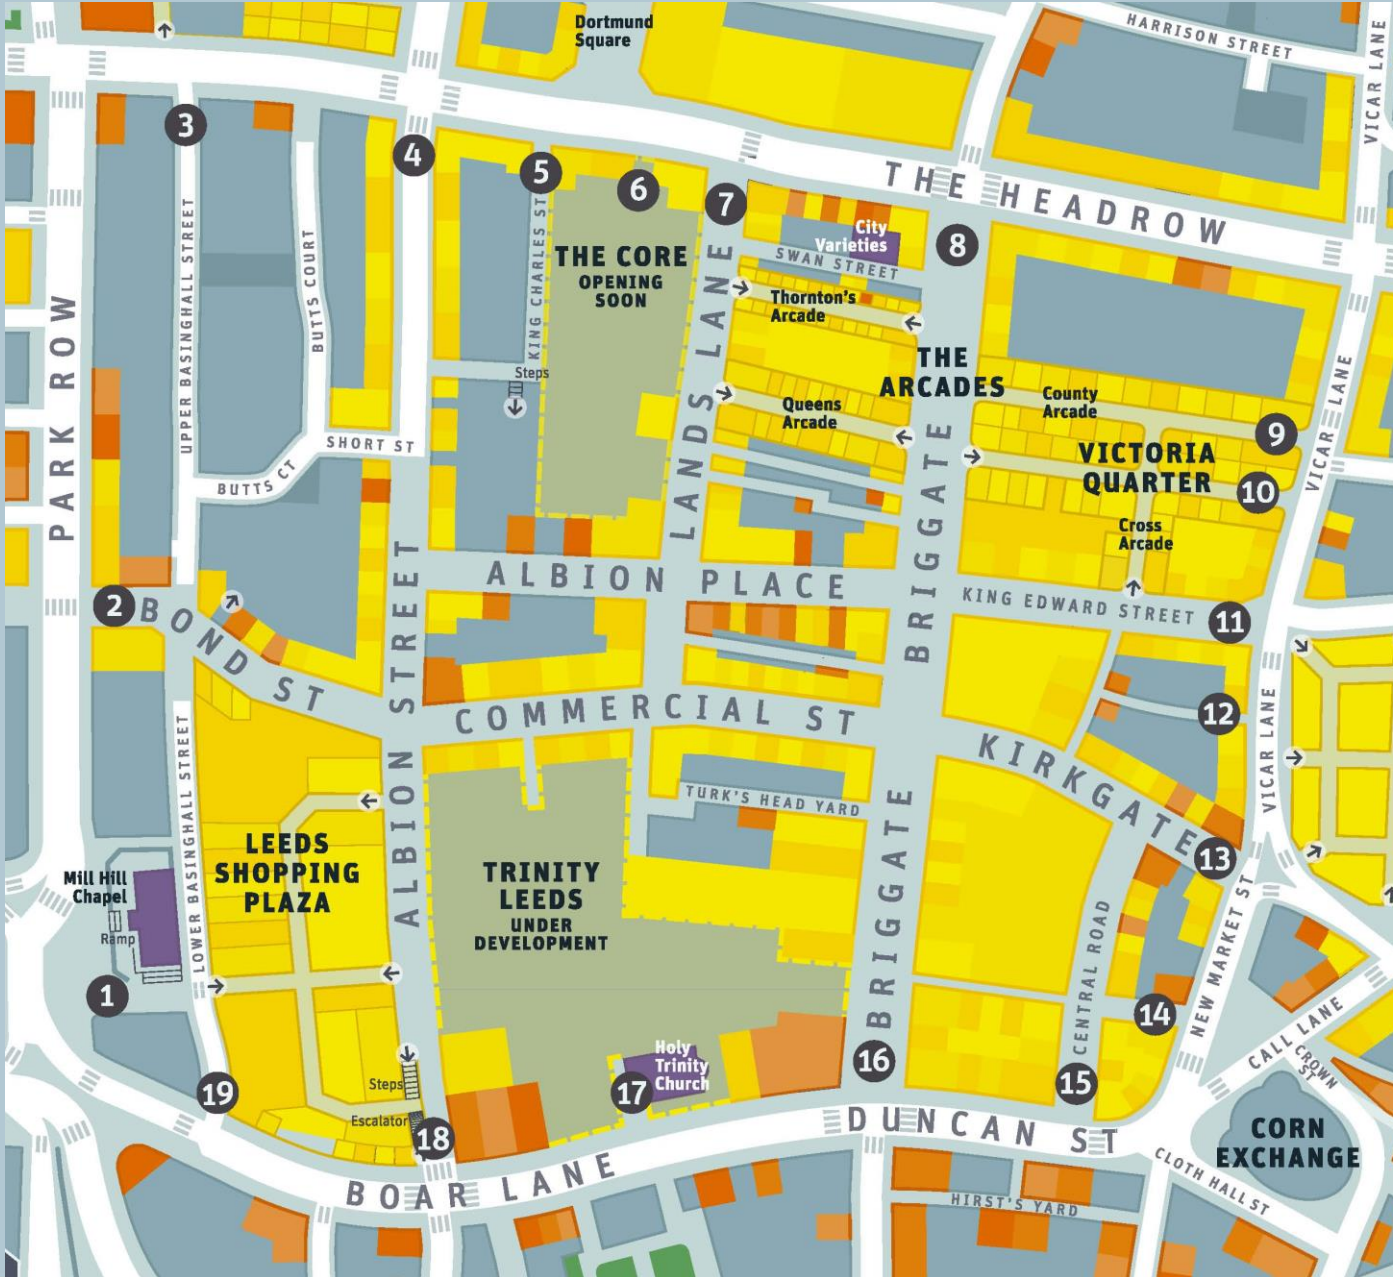 Dortmund
Square
HARRISON STREET
VICAR LANE
3
4
5
6
7
THE HEADROW
8
City
Varieties
SWAN STREET
THE CORE
OPENING
SOON
KING CHARLES ST
Steps
UPPER BASINGHALL STREET
BUTTS COURT
PARK ROW
LANDS LANE
Thornton's
Arcade
THE
ARCADES
Queens
Arcade
County
Arcade
9
VICTORIA
QUARTER
10
VICAR LANE
Cross
Arcade
SHORT ST
BUTTS CT
BRIGGATE
ALBION PLACE
KING EDWARD STREET
11
2
BOND ST
ALBION STREET
COMMERCIAL ST
12
VICAR LANE
KIRKGATE
13
LOWER BASINGHALL STREET
TURK'S HEAD YARD
LEEDS
SHOPPING
PLAZA
ALBION
TRINITY
LEEDS
UNDER
DEVELOPMENT
BRIGGATE
Mill Hill
Chapel
Ramp
1
CENTRAL ROAD
NEW MARKET ST
14
CALL LANE
CROWN
ST
Holy
Trinity
Church
16
15
17
19
Steps
Escalator
18
DUNCAN ST
BOAR LANE
CORN
EXCHANGE
CLOTH HALL ST
HIRST'S YARD